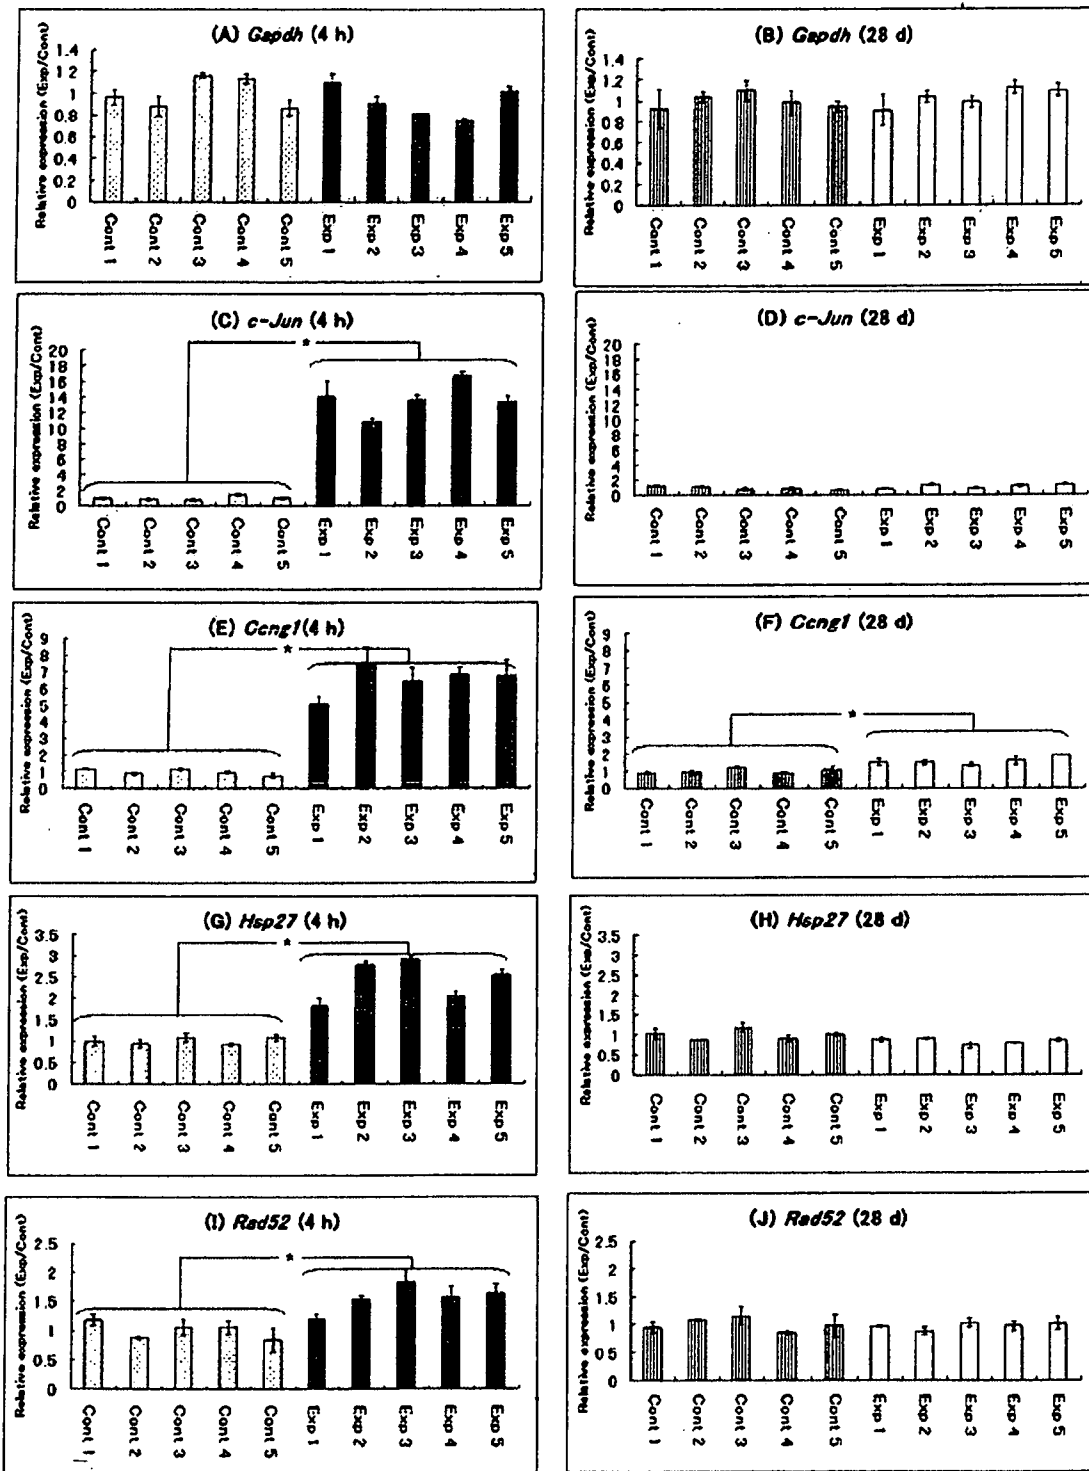 (A) Gapdh (4 h)
Relative expression (Exp/Cont)
1.4
1.2
1
0.8
0.6
0.4
0.2
0
Cont 1
Cont 2
Cont 3
Cont 4
Cont 5
Exp 1
Exp 2
Exp 3
Exp 4
Exp 5
(B) Gapdh (28 d)
Relative expression (Exp/Cont)
1.4
1.2
1
0.8
0.6
0.4
0.2
0
Cont 1
Cont 2
Cont 3
Cont 4
Cont 5
Exp 1
Exp 2
Exp 3
Exp 4
Exp 5
(C) c-Jun (4 h)
*
Relative expression (Exp/Cont)
20
18
16
14
12
10
8
6
4
2
0
Cont 1
Cont 2
Cont 3
Cont 4
Cont 5
Exp 1
Exp 2
Exp 3
Exp 4
Exp 5
(D) c-Jun (28 d)
Relative expression (Exp/Cont)
20
18
16
14
12
10
8
6
4
2
0
Cont 1
Cont 2
Cont 3
Cont 4
Cont 5
Exp 1
Exp 2
Exp 3
Exp 4
Exp 5
(E) Ccng1 (4 h)
*
Relative expression (Exp/Cont)
9
8
7
6
5
4
3
2
1
0
Cont 1
Cont 2
Cont 3
Cont 4
Cont 5
Exp 1
Exp 2
Exp 3
Exp 4
Exp 5
(F) Ccng1 (28 d)
*
Relative expression (Exp/Cont)
9
8
7
6
5
4
3
2
1
0
Cont 1
Cont 2
Cont 3
Cont 4
Cont 5
Exp 1
Exp 2
Exp 3
Exp 4
Exp 5
(G) Hsp27 (4 h)
*
Relative expression (Exp/Cont)
3.5
3
2.5
2
1.5
1
0.5
0
Cont 1
Cont 2
Cont 3
Cont 4
Cont 5
Exp 1
Exp 2
Exp 3
Exp 4
Exp 5
(H) Hsp27 (28 d)
Relative expression (Exp/Cont)
3.5
3
2.5
2
1.5
1
0.5
0
Cont 1
Cont 2
Cont 3
Cont 4
Cont 5
Exp 1
Exp 2
Exp 3
Exp 4
Exp 5
(I) Rad52 (4 h)
*
Relative expression (Exp/Cont)
2.5
2
1.5
1
0.5
0
Cont 1
Cont 2
Cont 3
Cont 4
Cont 5
Exp 1
Exp 2
Exp 3
Exp 4
Exp 5
(J) Rad52 (28 d)
Relative expression (Exp/Cont)
2.5
2
1.5
1
0.5
0
Cont 1
Cont 2
Cont 3
Cont 4
Cont 5
Exp 1
Exp 2
Exp 3
Exp 4
Exp 5